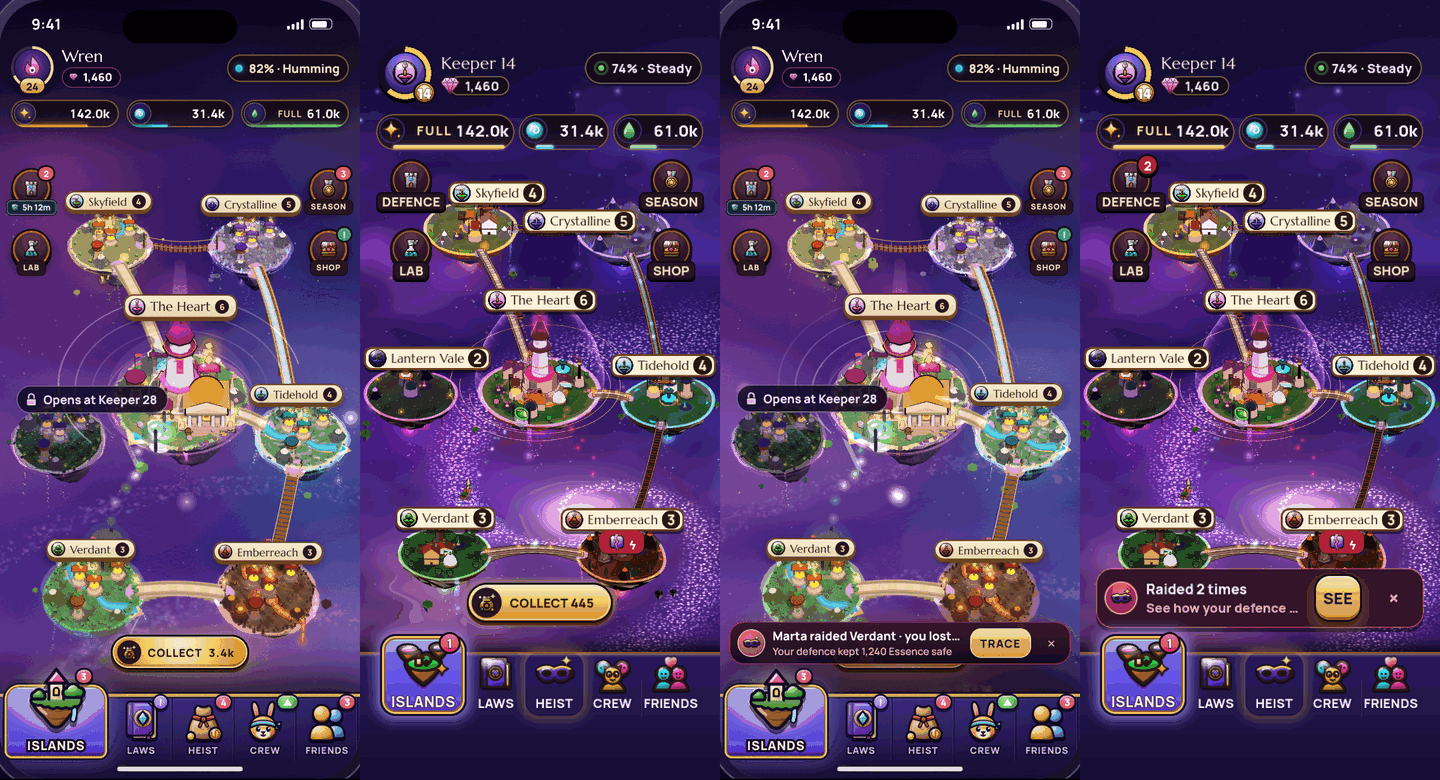 9:41
Wren
24
1,460
82% · Humming
142.0k
31.4k
FULL 61.0k
2
5h 12m
LAB
3
SEASON
!
SHOP
Skyfield 4
Crystalline 5
The Heart 6
Opens at Keeper 28
Tidehold 4
Verdant 3
Emberreach 3
COLLECT 3.4k
3
ISLANDS
!
LAWS
4
HEIST
CREW
3
FRIENDS
Keeper 14
14
1,460
74% · Steady
FULL 142.0k
31.4k
61.0k
DEFENCE
LAB
SEASON
SHOP
Skyfield 4
Crystalline 5
The Heart 6
Lantern Vale 2
Tidehold 4
Verdant 3
Emberreach 3
COLLECT 445
1
ISLANDS
LAWS
HEIST
CREW
FRIENDS
9:41
Wren
24
1,460
82% · Humming
142.0k
31.4k
FULL 61.0k
2
5h 12m
LAB
3
SEASON
!
SHOP
Skyfield 4
Crystalline 5
The Heart 6
Opens at Keeper 28
Tidehold 4
Verdant 3
Emberreach 3
Marta raided Verdant · you lost...
Your defence kept 1,240 Essence safe
TRACE
×
3
ISLANDS
!
LAWS
4
HEIST
CREW
3
FRIENDS
Keeper 14
14
1,460
74% · Steady
FULL 142.0k
31.4k
61.0k
2
DEFENCE
LAB
SEASON
SHOP
Skyfield 4
Crystalline 5
The Heart 6
Lantern Vale 2
Tidehold 4
Verdant 3
Emberreach 3
Raided 2 times
See how your defence ...
SEE
×
1
ISLANDS
LAWS
HEIST
CREW
FRIENDS